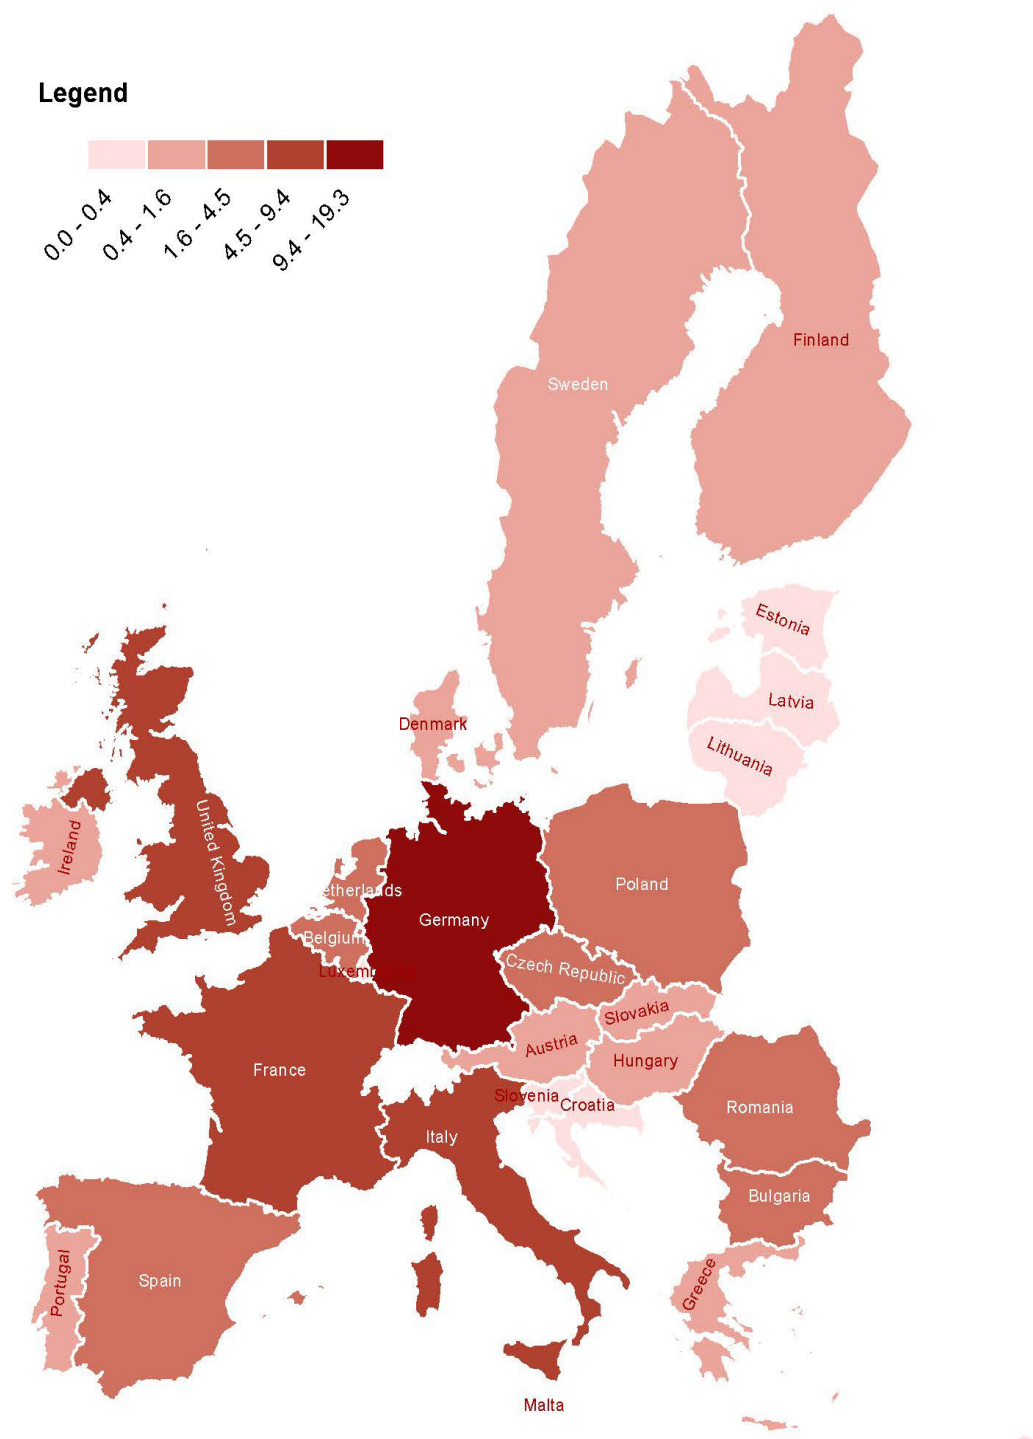 Legend
0.0 - 0.4
0.4 - 1.6
1.6 - 4.5
4.5 - 9.4
9.4 - 19.3
Finland
Sweden
Estonia
Latvia
Denmark
Lithuania
United Kingdom
Ireland
Poland
etherlands
Germany
Belgium
Czech Republic
Luxem
Slovakia
Austria
Hungary
France
Slovenia
Croatia
Romania
Italy
Bulgaria
Spain
Portugal
Greece
Malta